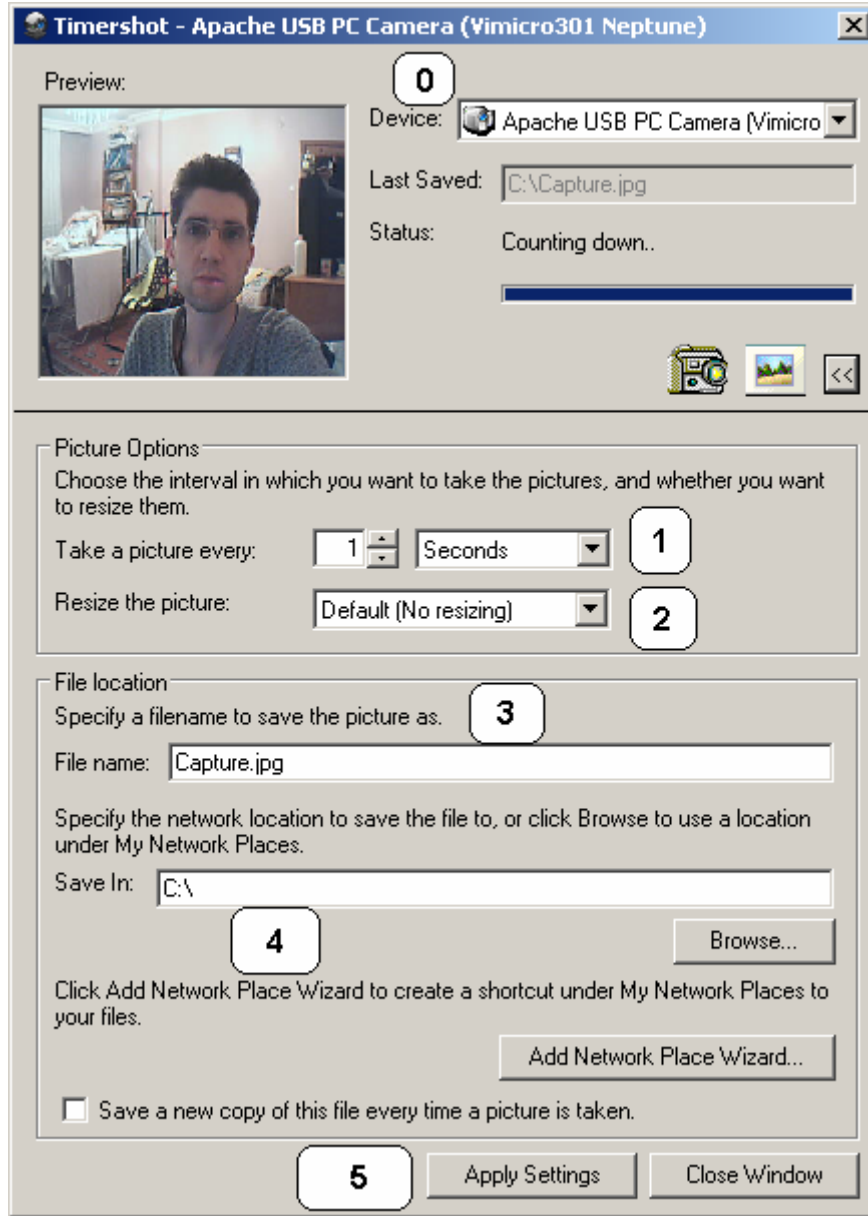 Timershot - Apache USB PC Camera (Vimicro301 Neptune)
Preview:
0
Device: Apache USB PC Camera (Vimicro
Last Saved: C:\Capture.jpg
Status: Counting down..
<<
Picture Options
Choose the interval in which you want to take the pictures, and whether you want
to resize them.
Take a picture every: 1 Seconds 1
Resize the picture: Default (No resizing) 2
File location
Specify a filename to save the picture as. 3
File name: Capture.jpg
Specify the network location to save the file to, or click Browse to use a location
under My Network Places.
Save In: C:\
4
Browse...
Click Add Network Place Wizard to create a shortcut under My Network Places to
your files.
Add Network Place Wizard...
Save a new copy of this file every time a picture is taken.
5 Apply Settings Close Window